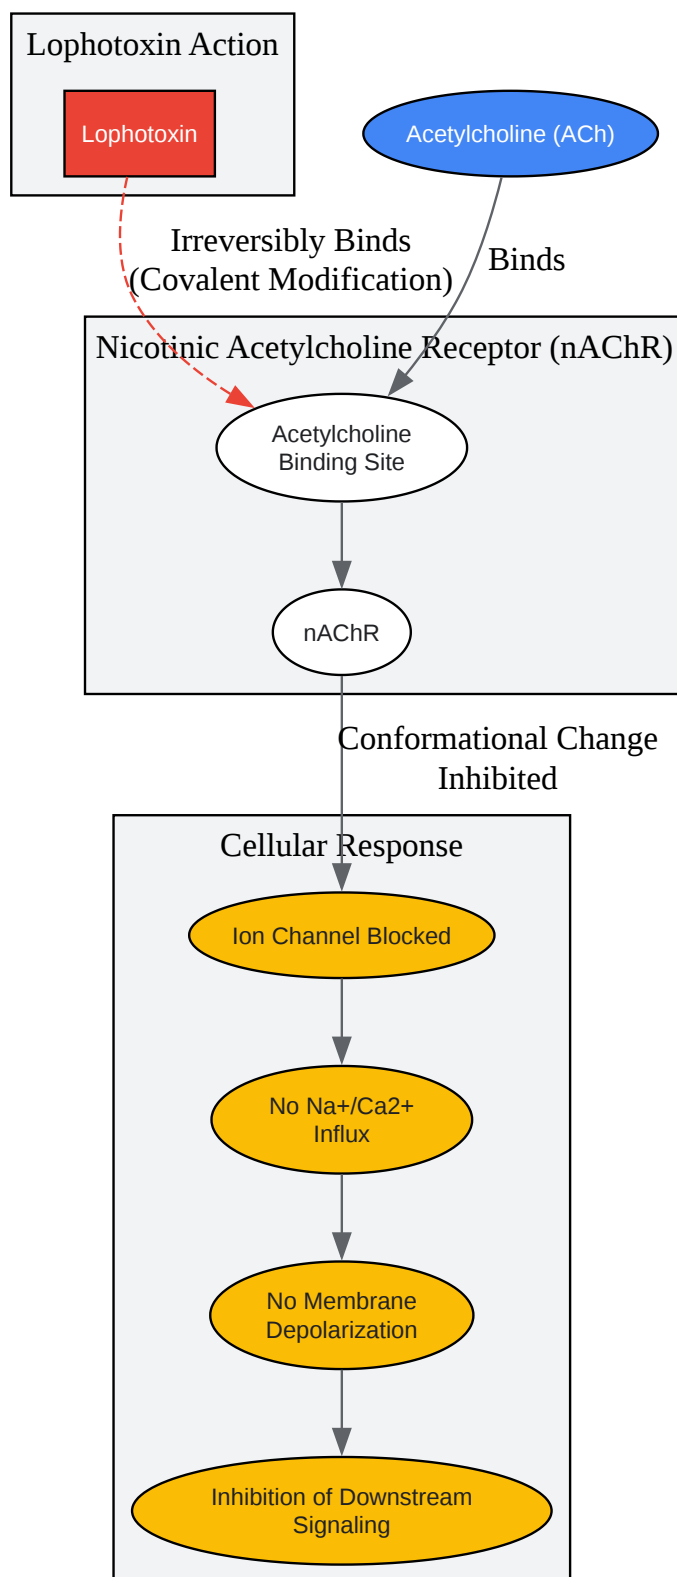 Lophotoxin Action
Lophotoxin
Acetylcholine (ACh)
Irreversibly Binds
(Covalent Modification)
Binds
Nicotinic Acetylcholine Receptor (nAChR)
Acetylcholine
Binding Site
nAChR
Conformational Change
Inhibited
Cellular Response
Ion Channel Blocked
No Na+/Ca2+
Influx
No Membrane
Depolarization
Inhibition of Downstream
Signaling